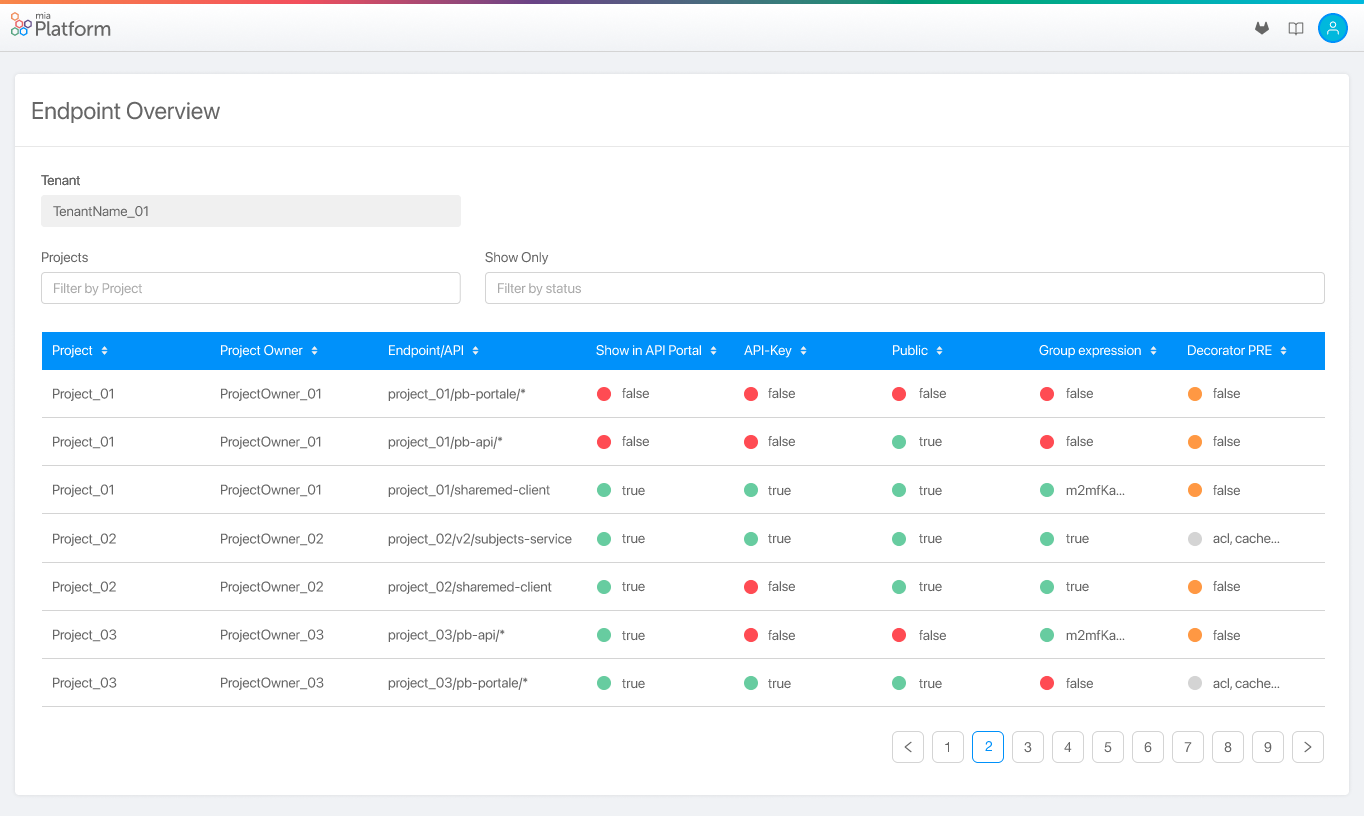 mia
Platform
Endpoint Overview
Tenant
TenantName_01
Projects Show Only
Filter by Project Filter by status
Project Project Owner Endpoint/API Show in API Portal API-Key Public Group expression Decorator PRE
Project_01 ProjectOwner_01 project_01/pb-portale/* false false false false false
Project_01 ProjectOwner_01 project_01/pb-api/* false false true false false
Project_01 ProjectOwner_01 project_01/sharemed-client true true true m2mfKa... false
Project_02 ProjectOwner_02 project_02/v2/subjects-service true true true true acl, cache...
Project_02 ProjectOwner_02 project_02/sharemed-client true false true true false
Project_03 ProjectOwner_03 project_03/pb-api/* true false false m2mfKa... false
Project_03 ProjectOwner_03 project_03/pb-portale/* true true true false acl, cache...
1 2 3 4 5 6 7 8 9